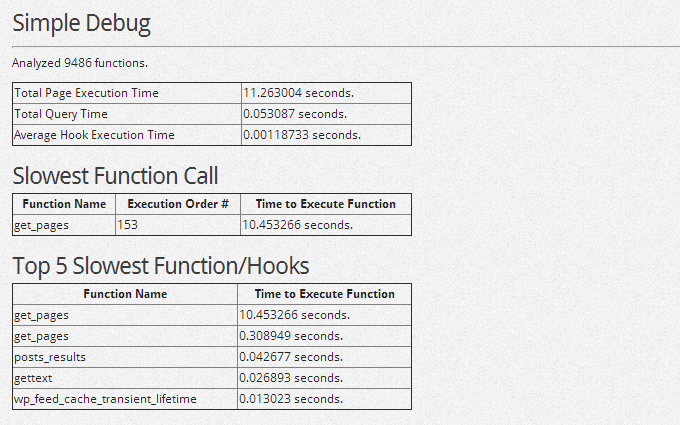 Simple Debug
Analyzed 9486 functions.
Total Page Execution Time 11.263004 seconds.
Total Query Time 0.053087 seconds.
Average Hook Execution Time 0.00118733 seconds.
Slowest Function Call
Function Name Execution Order # Time to Execute Function
get_pages 153 10.453266 seconds.
Top 5 Slowest Function/Hooks
Function Name Time to Execute Function
get_pages 10.453266 seconds.
get_pages 0.308949 seconds.
posts_results 0.042677 seconds.
gettext 0.026893 seconds.
wp_feed_cache_transient_lifetime 0.013023 seconds.